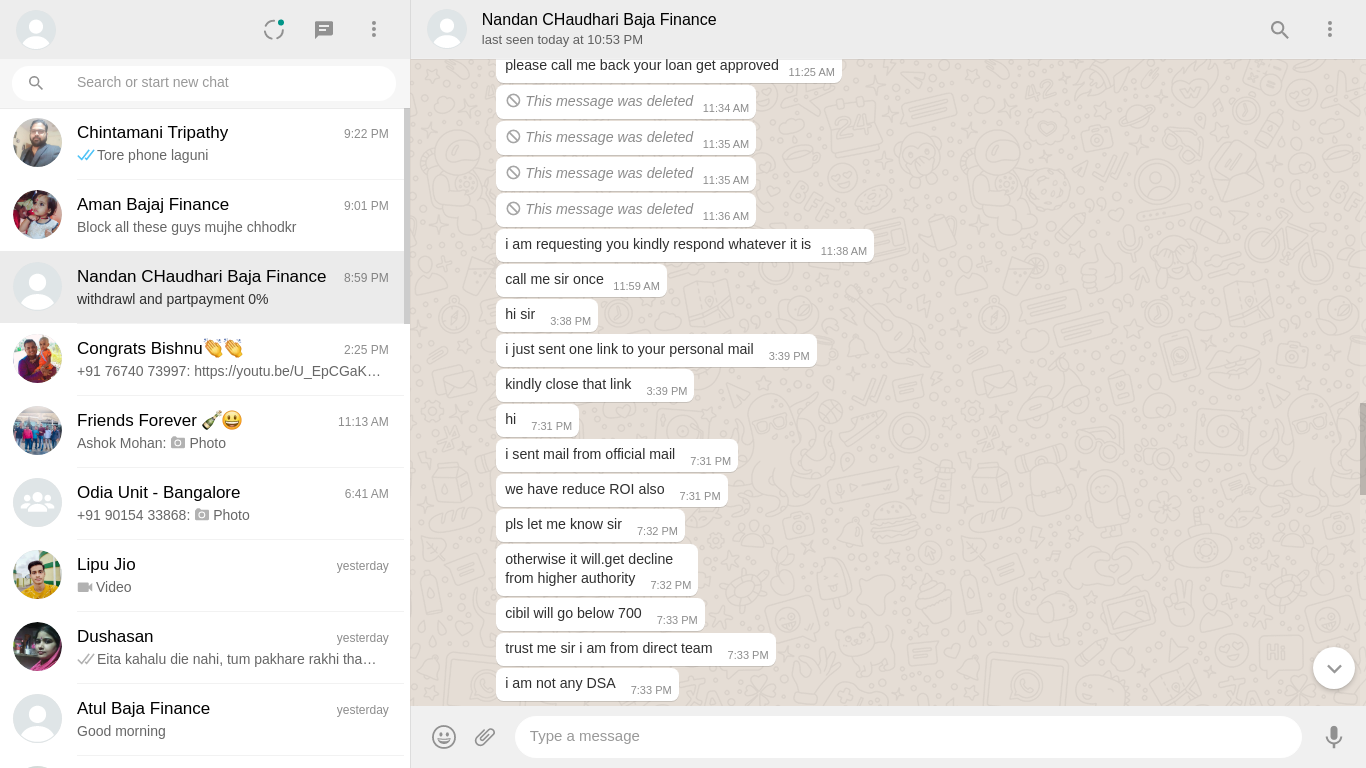 Search or start new chat
Chintamani Tripathy 9:22 PM
Tore phone laguni
Aman Bajaj Finance 9:01 PM
Block all these guys mujhe chhodkr
Nandan CHaudhari Baja Finance 8:59 PM
withdrawl and partpayment 0%
Congrats Bishnu👏👏 2:25 PM
+91 76740 73997: https://youtu.be/U_EpCGaK…
Friends Forever 🍾😃 11:13 AM
Ashok Mohan: Photo
Odia Unit - Bangalore 6:41 AM
+91 90154 33868: Photo
Lipu Jio yesterday
Video
Dushasan yesterday
Eita kahalu die nahi, tum pakhare rakhi tha…
Atul Baja Finance yesterday
Good morning
Nandan CHaudhari Baja Finance
last seen today at 10:53 PM
please call me back your loan get approved 11:25 AM
This message was deleted 11:34 AM
This message was deleted 11:35 AM
This message was deleted 11:35 AM
This message was deleted 11:36 AM
i am requesting you kindly respond whatever it is 11:38 AM
call me sir once 11:59 AM
hi sir 3:38 PM
i just sent one link to your personal mail 3:39 PM
kindly close that link 3:39 PM
hi 7:31 PM
i sent mail from official mail 7:31 PM
we have reduce ROI also 7:31 PM
pls let me know sir 7:32 PM
otherwise it will.get decline
from higher authority 7:32 PM
cibil will go below 700 7:33 PM
trust me sir i am from direct team 7:33 PM
i am not any DSA 7:33 PM
Type a message